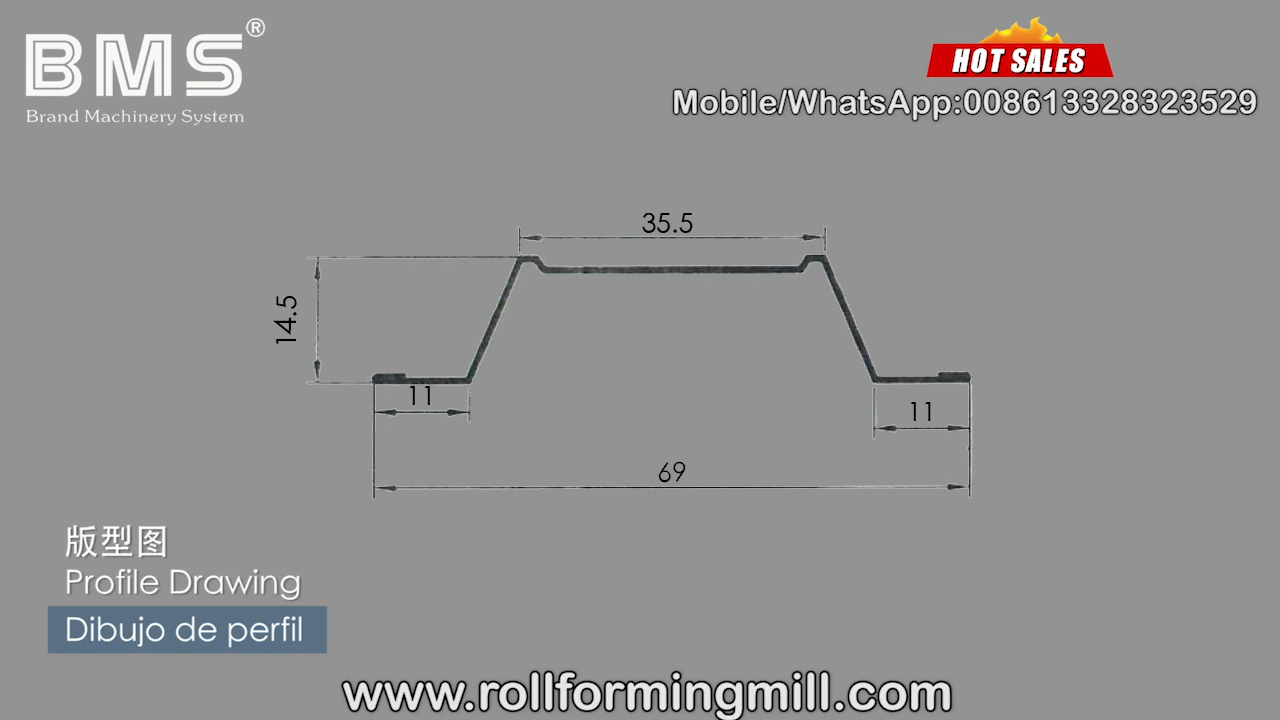 BMS®
Brand Machinery System
HOT SALES
Mobile/WhatsApp:008613328323529
35.5
14.5
11
11
69
版型图
Profile Drawing
Dibujo de perfil
www.rollformingmill.com